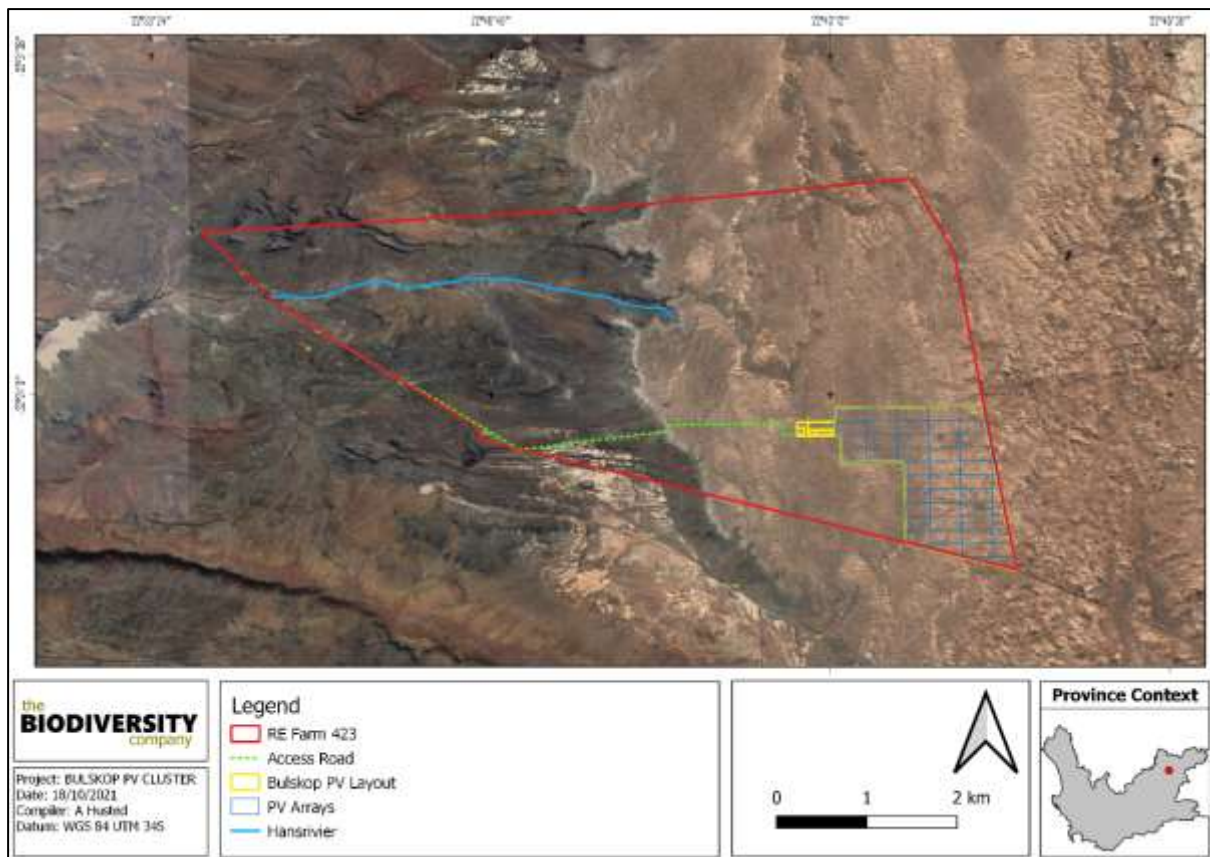 the
BIODIVERSITY
company
Project: BULSKOP PV CLUSTER
Date: 18/10/2021
Compiler: A Husted
Datum: WGS 84 UTM 34S
Legend
RE Farm 423
Access Road
Bulskop PV Layout
PV Arrays
Hansrivier
0 1 2 km
Province Context